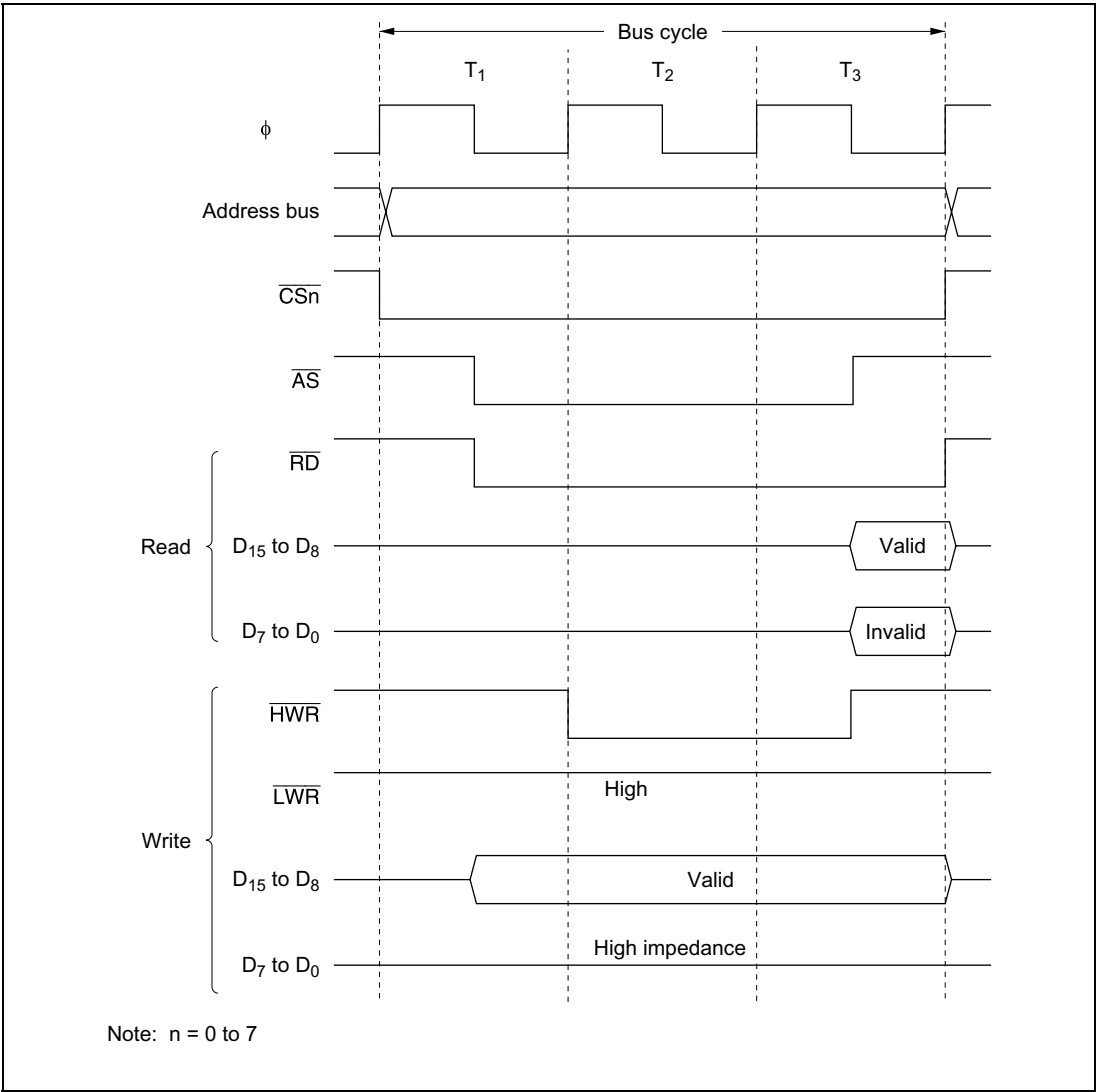 Bus cycle
T1 T2 T3
ϕ
Address bus
CSn
AS
RD
Read
D15 to D8
Valid
D7 to D0
Invalid
HWR
LWR
High
Write
D15 to D8
Valid
D7 to D0
High impedance
Note: n = 0 to 7